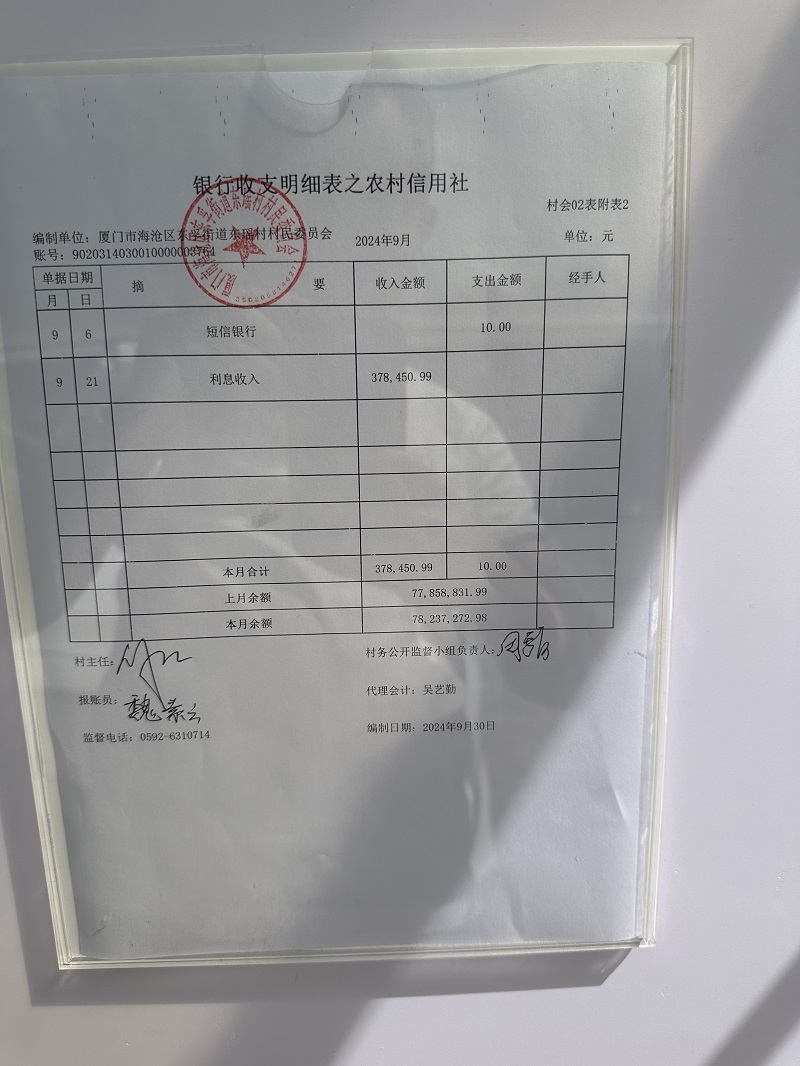 银行收支明细表之农村信用社
村会02表附表2
编制单位：厦门市海沧区东孚街道东瑶村村民委员会 2024年9月 单位：元
账号：9020314030010000003764
单据日期 摘 要 收入金额 支出金额 经手人
月 日
9 6 短信银行 10.00
9 21 利息收入 378,450.99
本月合计 378,450.99 10.00
上月余额 77,858,831.99
本月余额 78,237,272.98
村主任： 村务公开监督小组负责人：
报账员：魏素云 代理会计：吴艺勤
监督电话：0592-6310714 编制日期：2024年9月30日